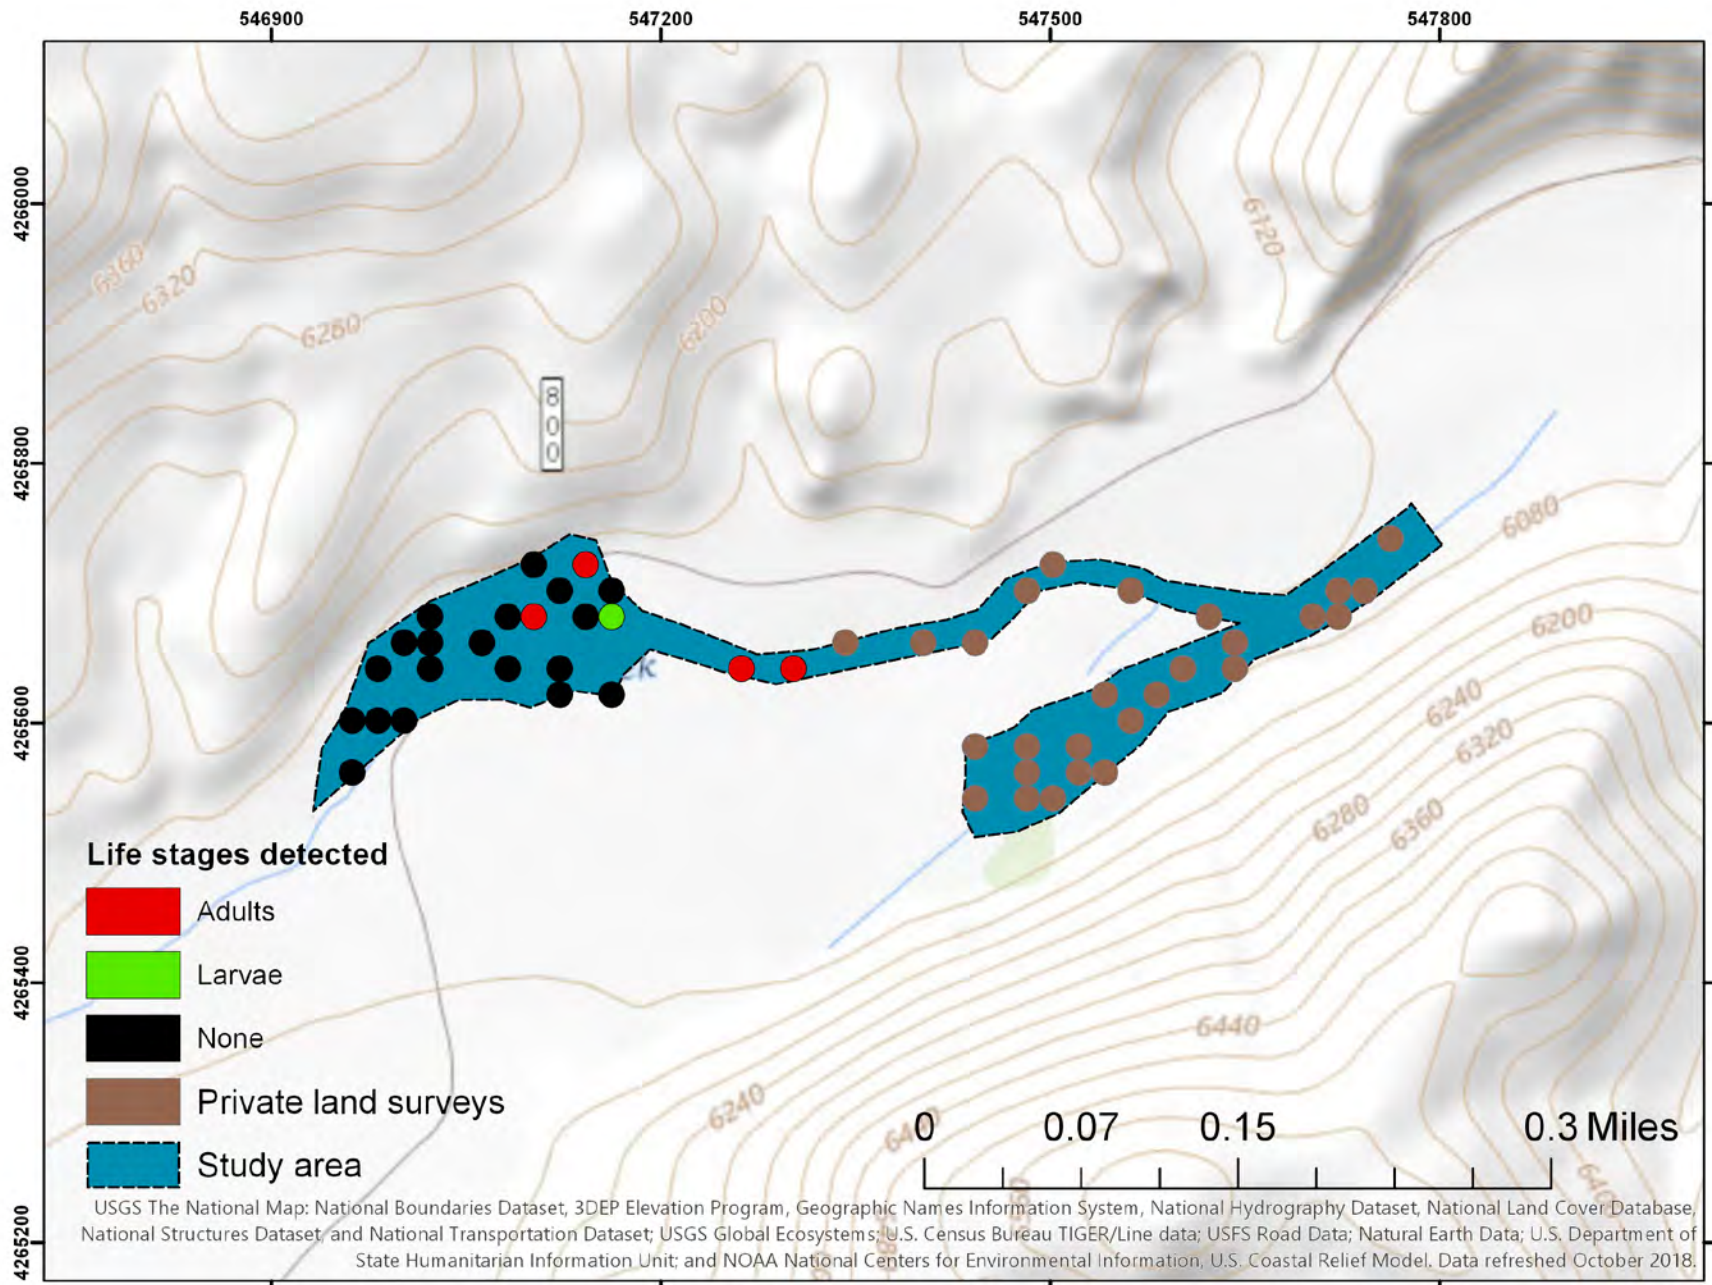 546900 547200 547500 547800
4266000
4265800
4265600
4265400
4265200
6360
6320
6260
6200
6120
800
6080
6200
6240
6320
6280
6360
6440
6240
Life stages detected
Adults
Larvae
None
Private land surveys
Study area
0 0.07 0.15 0.3 Miles
USGS The National Map: National Boundaries Dataset, 3DEP Elevation Program, Geographic Names Information System, National Hydrography Dataset, National Land Cover Database,
National Structures Dataset, and National Transportation Dataset; USGS Global Ecosystems; U.S. Census Bureau TIGER/Line data; USFS Road Data; Natural Earth Data; U.S. Department of
State Humanitarian Information Unit; and NOAA National Centers for Environmental Information, U.S. Coastal Relief Model. Data refreshed October 2018.